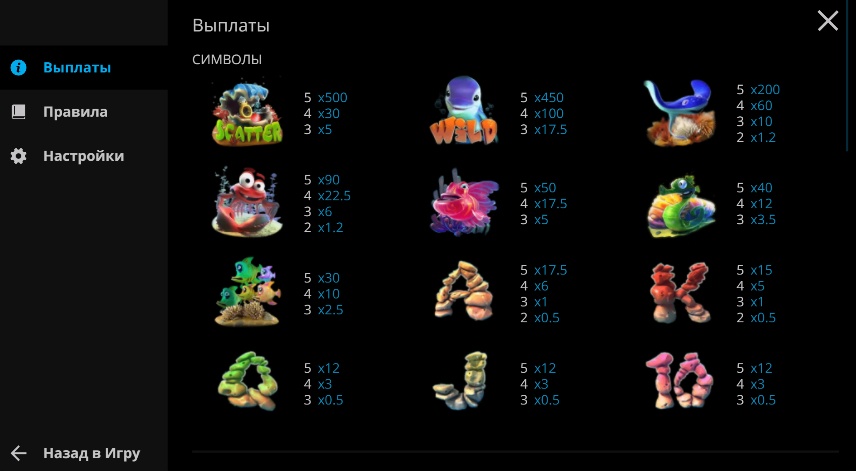 Выплаты
Выплаты
СИМВОЛЫ
Правила
Настройки
SCATTER
5 x500
4 x30
3 x5
WILD
5 x450
4 x100
3 x17.5
5 x200
4 x60
3 x10
2 x1.2
5 x90
4 x22.5
3 x6
2 x1.2
5 x50
4 x17.5
3 x5
5 x40
4 x12
3 x3.5
5 x30
4 x10
3 x2.5
A
5 x17.5
4 x6
3 x1
2 x0.5
K
5 x15
4 x5
3 x1
2 x0.5
Q
5 x12
4 x3
3 x0.5
J
5 x12
4 x3
3 x0.5
10
5 x12
4 x3
3 x0.5
Назад в Игру